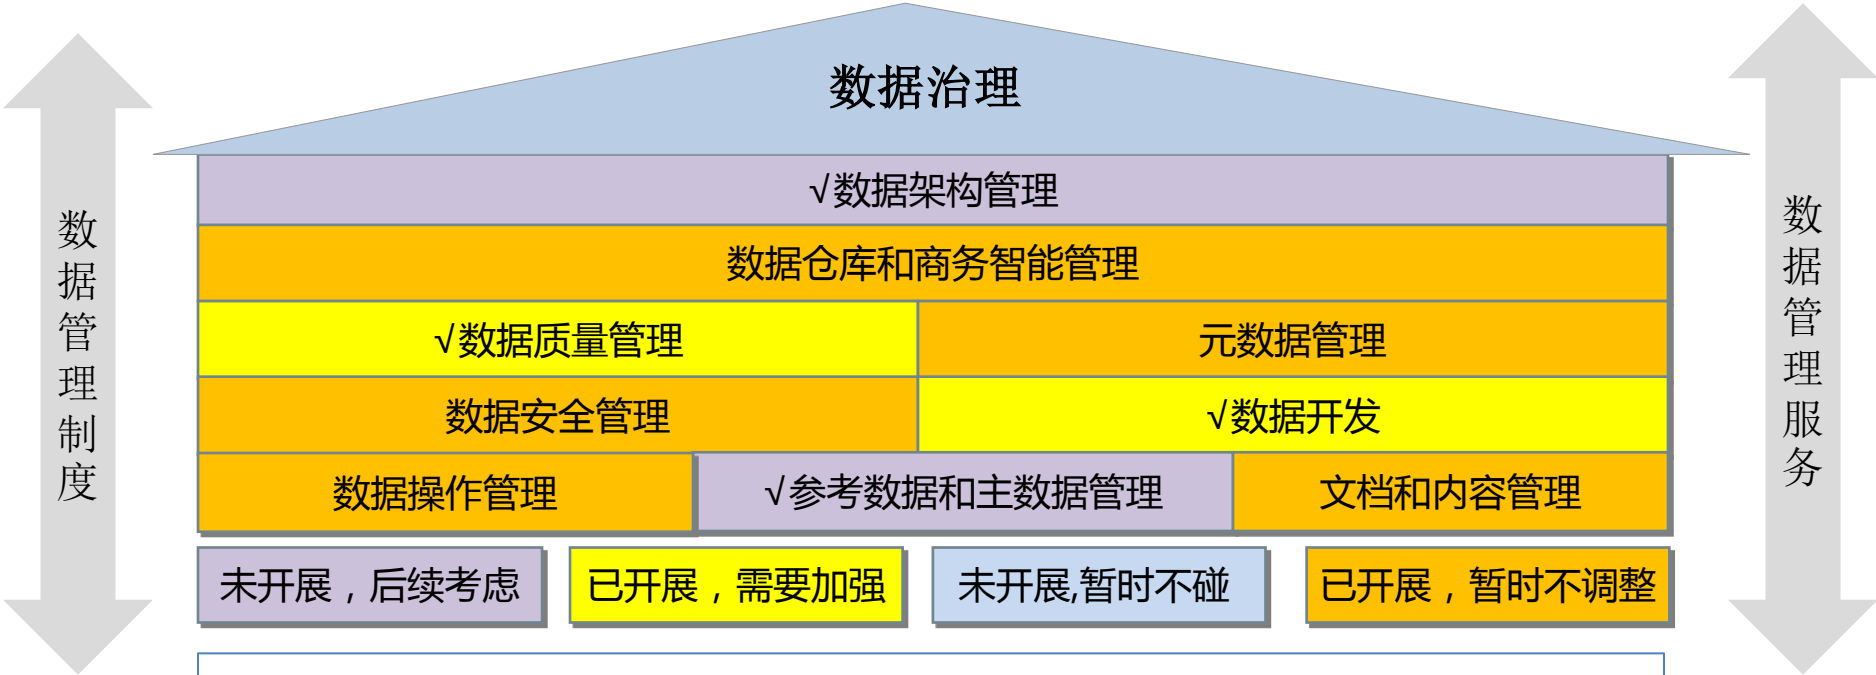 数据治理
√数据架构管理
数据仓库和商务智能管理
√数据质量管理
元数据管理
数据安全管理
√数据开发
数据操作管理
√参考数据和主数据管理
文档和内容管理
未开展，后续考虑
已开展，需要加强
未开展,暂时不碰
已开展，暂时不调整
数据管理制度
数据管理服务